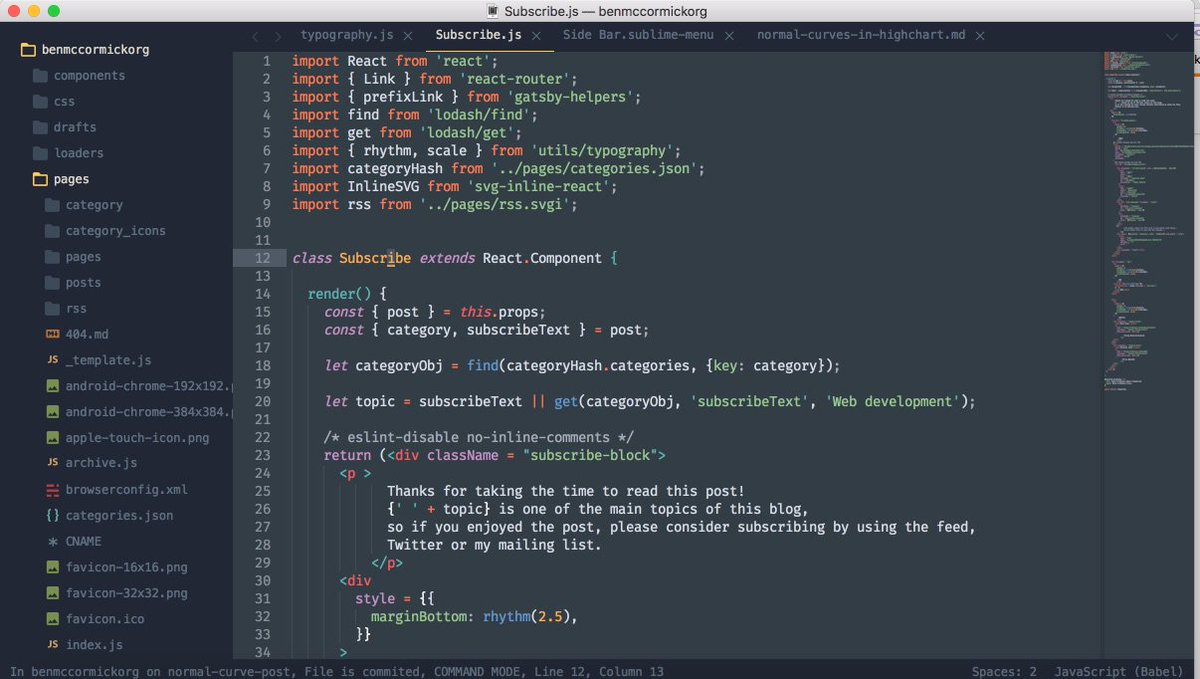 Subscribe.js — benmccormickorg
typography.js
Subscribe.js
Side Bar.sublime-menu
normal-curves-in-highchart.md
benmccormickorg
components
css
drafts
loaders
pages
category
category_icons
pages
posts
rss
404.md
JS _template.js
android-chrome-192x192.p
android-chrome-384x384.p
apple-touch-icon.png
JS archive.js
browserconfig.xml
{} categories.json
* CNAME
favicon-16x16.png
favicon-32x32.png
favicon.ico
JS index.js
1 import React from 'react';
2 import { Link } from 'react-router';
3 import { prefixLink } from 'gatsby-helpers';
4 import find from 'lodash/find';
5 import get from 'lodash/get';
6 import { rhythm, scale } from 'utils/typography';
7 import categoryHash from '../pages/categories.json';
8 import InlineSVG from 'svg-inline-react';
9 import rss from '../pages/rss.svgi';
10
11
12 class Subscribe extends React.Component {
13
14 render() {
15 const { post } = this.props;
16 const { category, subscribeText } = post;
17
18 let categoryObj = find(categoryHash.categories, {key: category});
19
20 let topic = subscribeText || get(categoryObj, 'subscribeText', 'Web development');
21
22 /* eslint-disable no-inline-comments */
23 return (<div className = "subscribe-block">
24 <p >
25 Thanks for taking the time to read this post!
26 {' ' + topic} is one of the main topics of this blog,
27 so if you enjoyed the post, please consider subscribing by using the feed,
28 Twitter or my mailing list.
29 </p>
30 <div
31 style = {{
32 marginBottom: rhythm(2.5),
33 }}
34 >
In benmccormickorg on normal-curve-post, File is commited, COMMAND MODE, Line 12, Column 13
Spaces: 2
JavaScript (Babel)